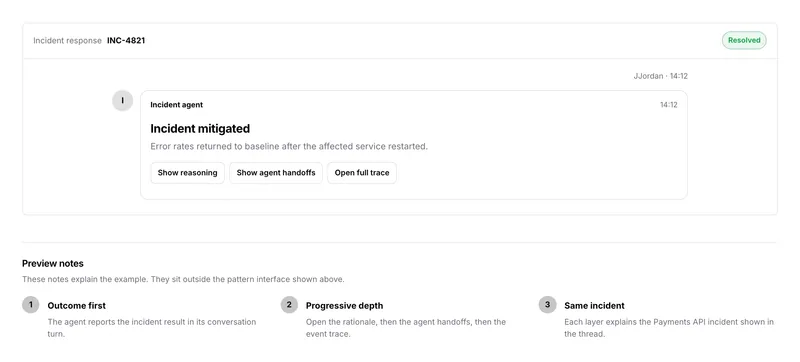 Incident response INC-4821
Resolved
JJordan · 14:12
I
Incident agent
14:12
Incident mitigated
Error rates returned to baseline after the affected service restarted.
Show reasoning
Show agent handoffs
Open full trace
Preview notes
These notes explain the example. They sit outside the pattern interface shown above.
1
Outcome first
The agent reports the incident result in its conversation
turn.
2
Progressive depth
Open the rationale, then the agent handoffs, then the
event trace.
3
Same incident
Each layer explains the Payments API incident shown in
the thread.